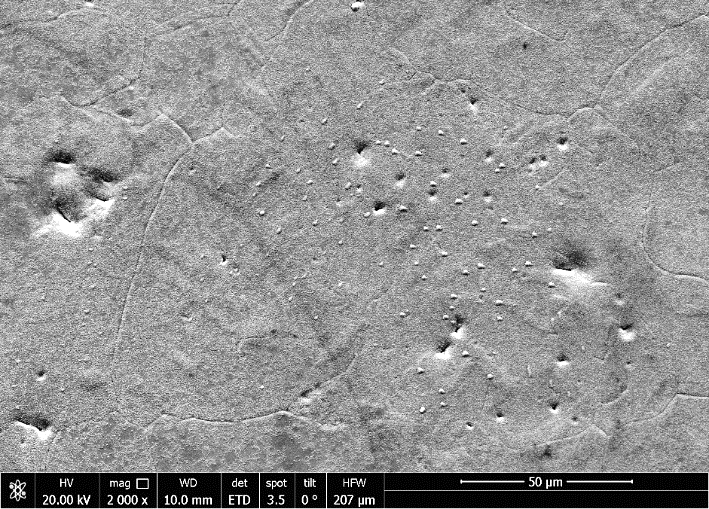 HV mag WD det spot tilt HFW
20.00 kV 2 000 x 10.0 mm ETD 3.5 0 ° 207 µm
50 µm